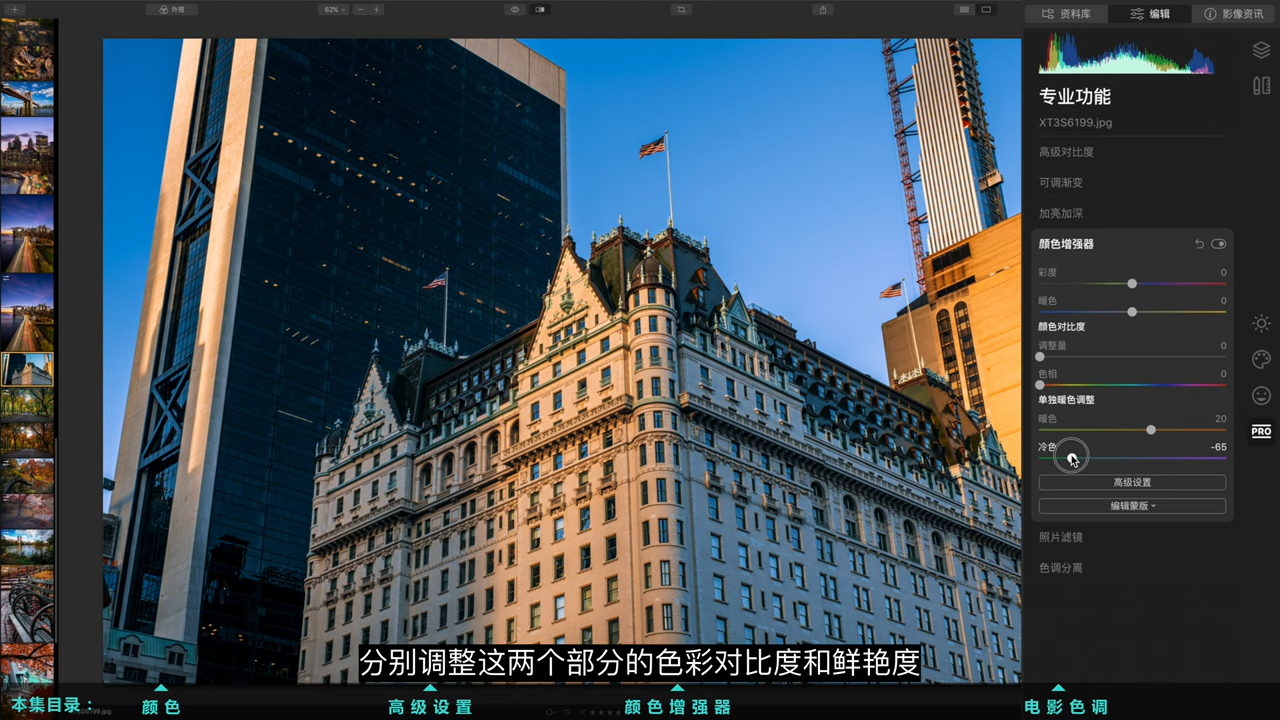 外观
62%
资料库
编辑
影像资讯
专业功能
XT3S6199.jpg
高级对比度
可调渐变
加亮加深
颜色增强器
彩度 0
暖色 0
颜色对比度
调整量 0
色相 0
单独暖色调整
暖色 20
冷色 -65
高级设置
编辑蒙版
照片滤镜
色调分离
PRO
分别调整这两个部分的色彩对比度和鲜艳度
本集目录：
颜色
高级设置
颜色增强器
电影色调